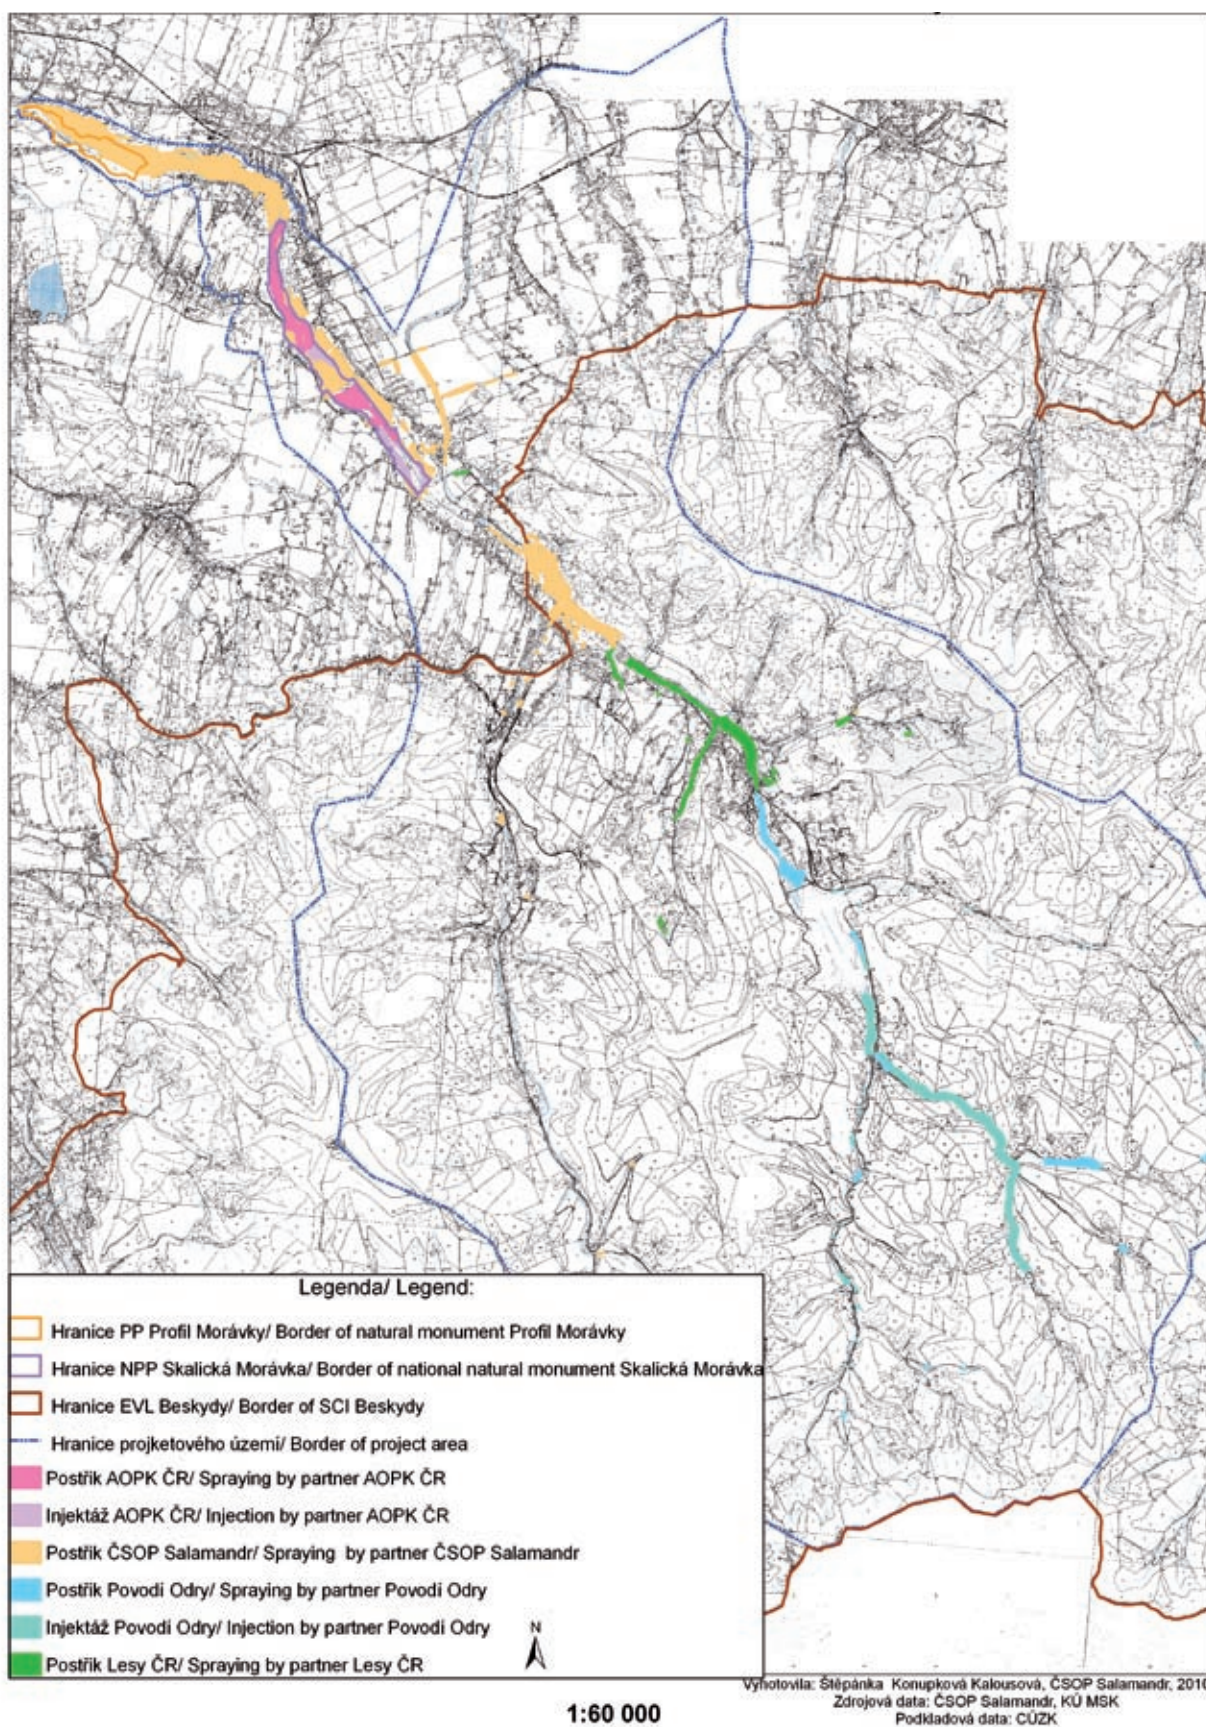 Legenda/ Legend:
Hranice PP Profil Morávky/ Border of natural monument Profil Morávky
Hranice NPP Skalická Morávka/ Border of national natural monument Skalická Morávka
Hranice EVL Beskydy/ Border of SCI Beskydy
Hranice projketového území/ Border of project area
Postřik AOPK ČR/ Spraying by partner AOPK ČR
Injektáž AOPK ČR/ Injection by partner AOPK ČR
Postřik ČSOP Salamandr/ Spraying by partner ČSOP Salamandr
Postřik Povodí Odry/ Spraying by partner Povodí Odry
Injektáž Povodí Odry/ Injection by partner Povodí Odry
Postřik Lesy ČR/ Spraying by partner Lesy ČR
N
Vyhotovila: Štěpánka Konupková Kalousová, ČSOP Salamandr, 2010
Zdrojová data: ČSOP Salamandr, KÚ MSK
Podkladová data: ČÚZK
1:60 000